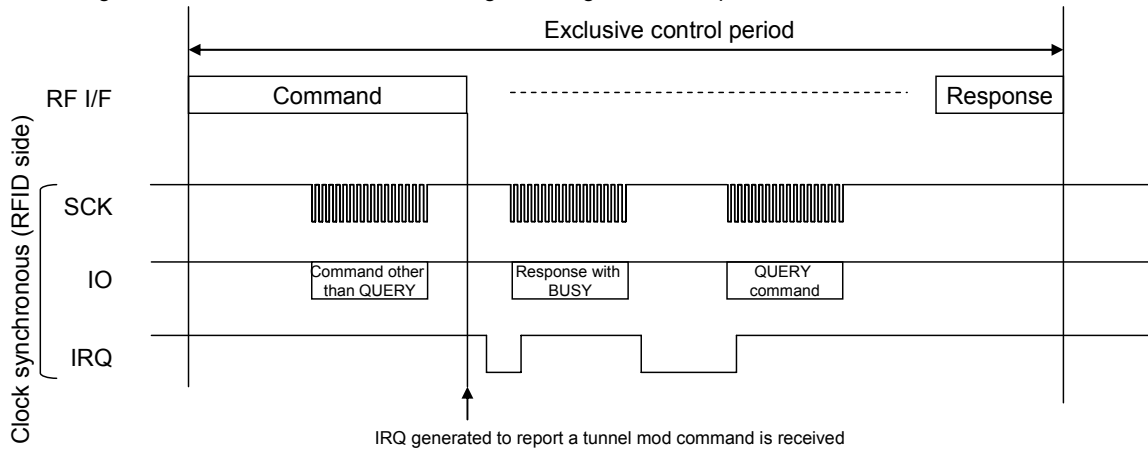 Exclusive control period
RF I/F
Command
Response
Clock synchronous (RFID side)
SCK
IO
Command other
than QUERY
Response with
BUSY
QUERY
command
IRQ
IRQ generated to report a tunnel mod command is received